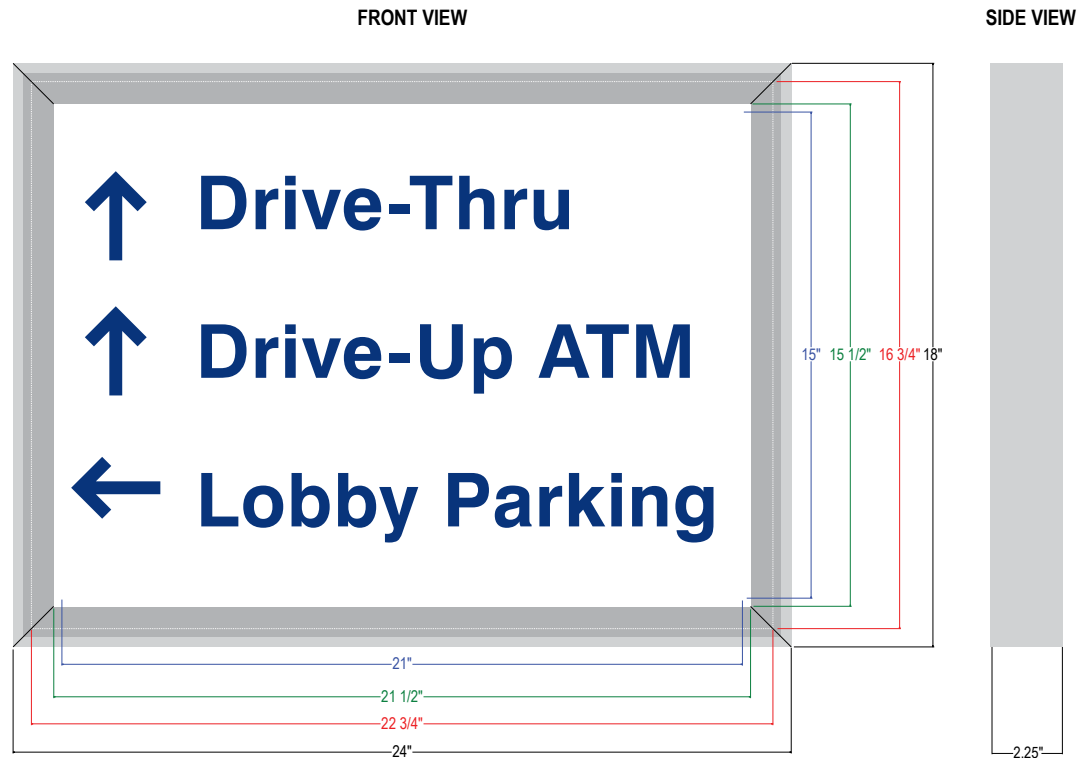 FRONT VIEW
SIDE VIEW
Drive-Thru
Drive-Up ATM
Lobby Parking
15" 15 1/2" 16 3/4" 18"
21"
21 1/2"
22 3/4"
24"
2.25"